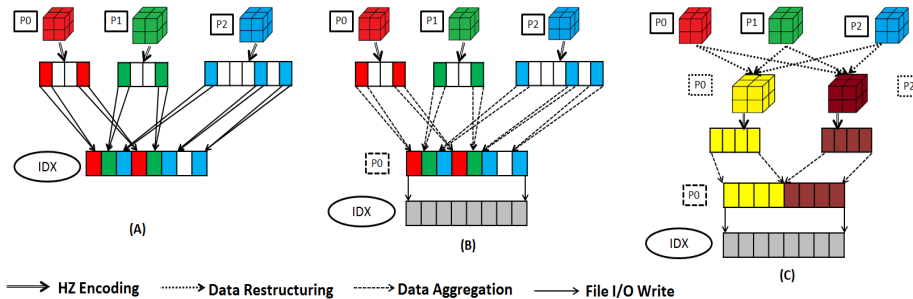 P0 P1 P2
IDX
(A)
P0 P1 P2
P0
IDX
(B)
P0 P1 P2
P0 P2
P0
IDX
(C)
HZ Encoding Data Restructuring Data Aggregation File I/O Write